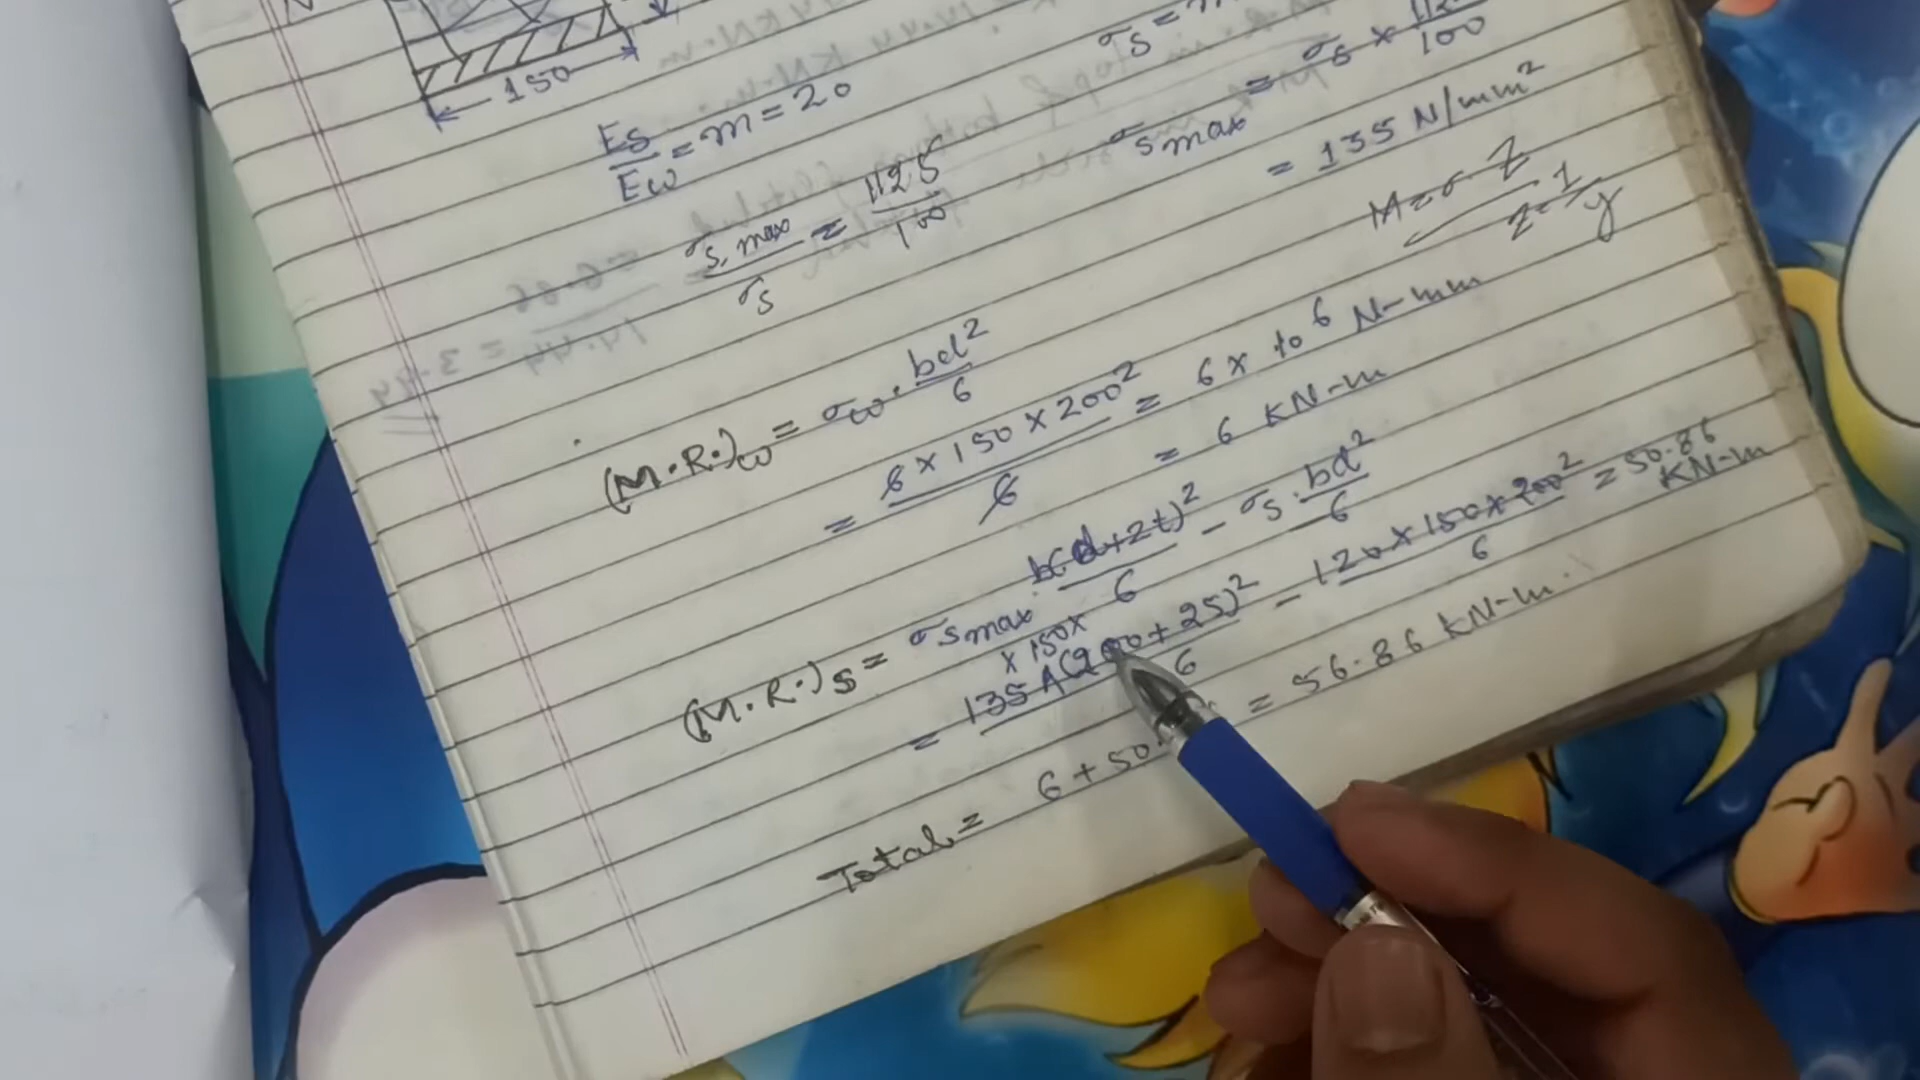 150
σs = m
Es/Ew = m = 20
σs max = σs × 112.5/100
= 135 N/mm²
σs, max/σs = 112.5/100
M = σ.Z
Z = I/y
(M.R.)w = σw . bd²/6
= 6 × 150 × 200²/6 = 6 × 10⁶ N-mm
= 6 KN-m
(M.R.)s = σs max . b(d+2t)²/6 - σs . bd²/6
= 135 × 150 × (200+25)²/6 - 120 × 150 × 200²/6 = 50.86 KN-m
Total = 6 + 50. = 56.86 KN-m.